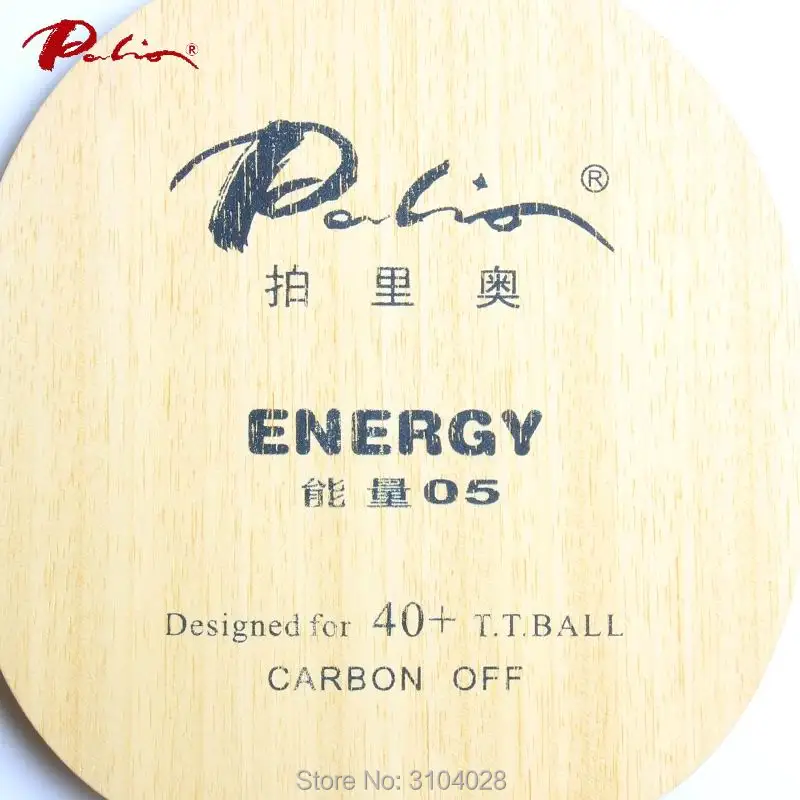 Palio®
Palio®
拍里奥
ENERGY
能量05
Designed for 40+ T.T.BALL
CARBON OFF
Store No: 3104028